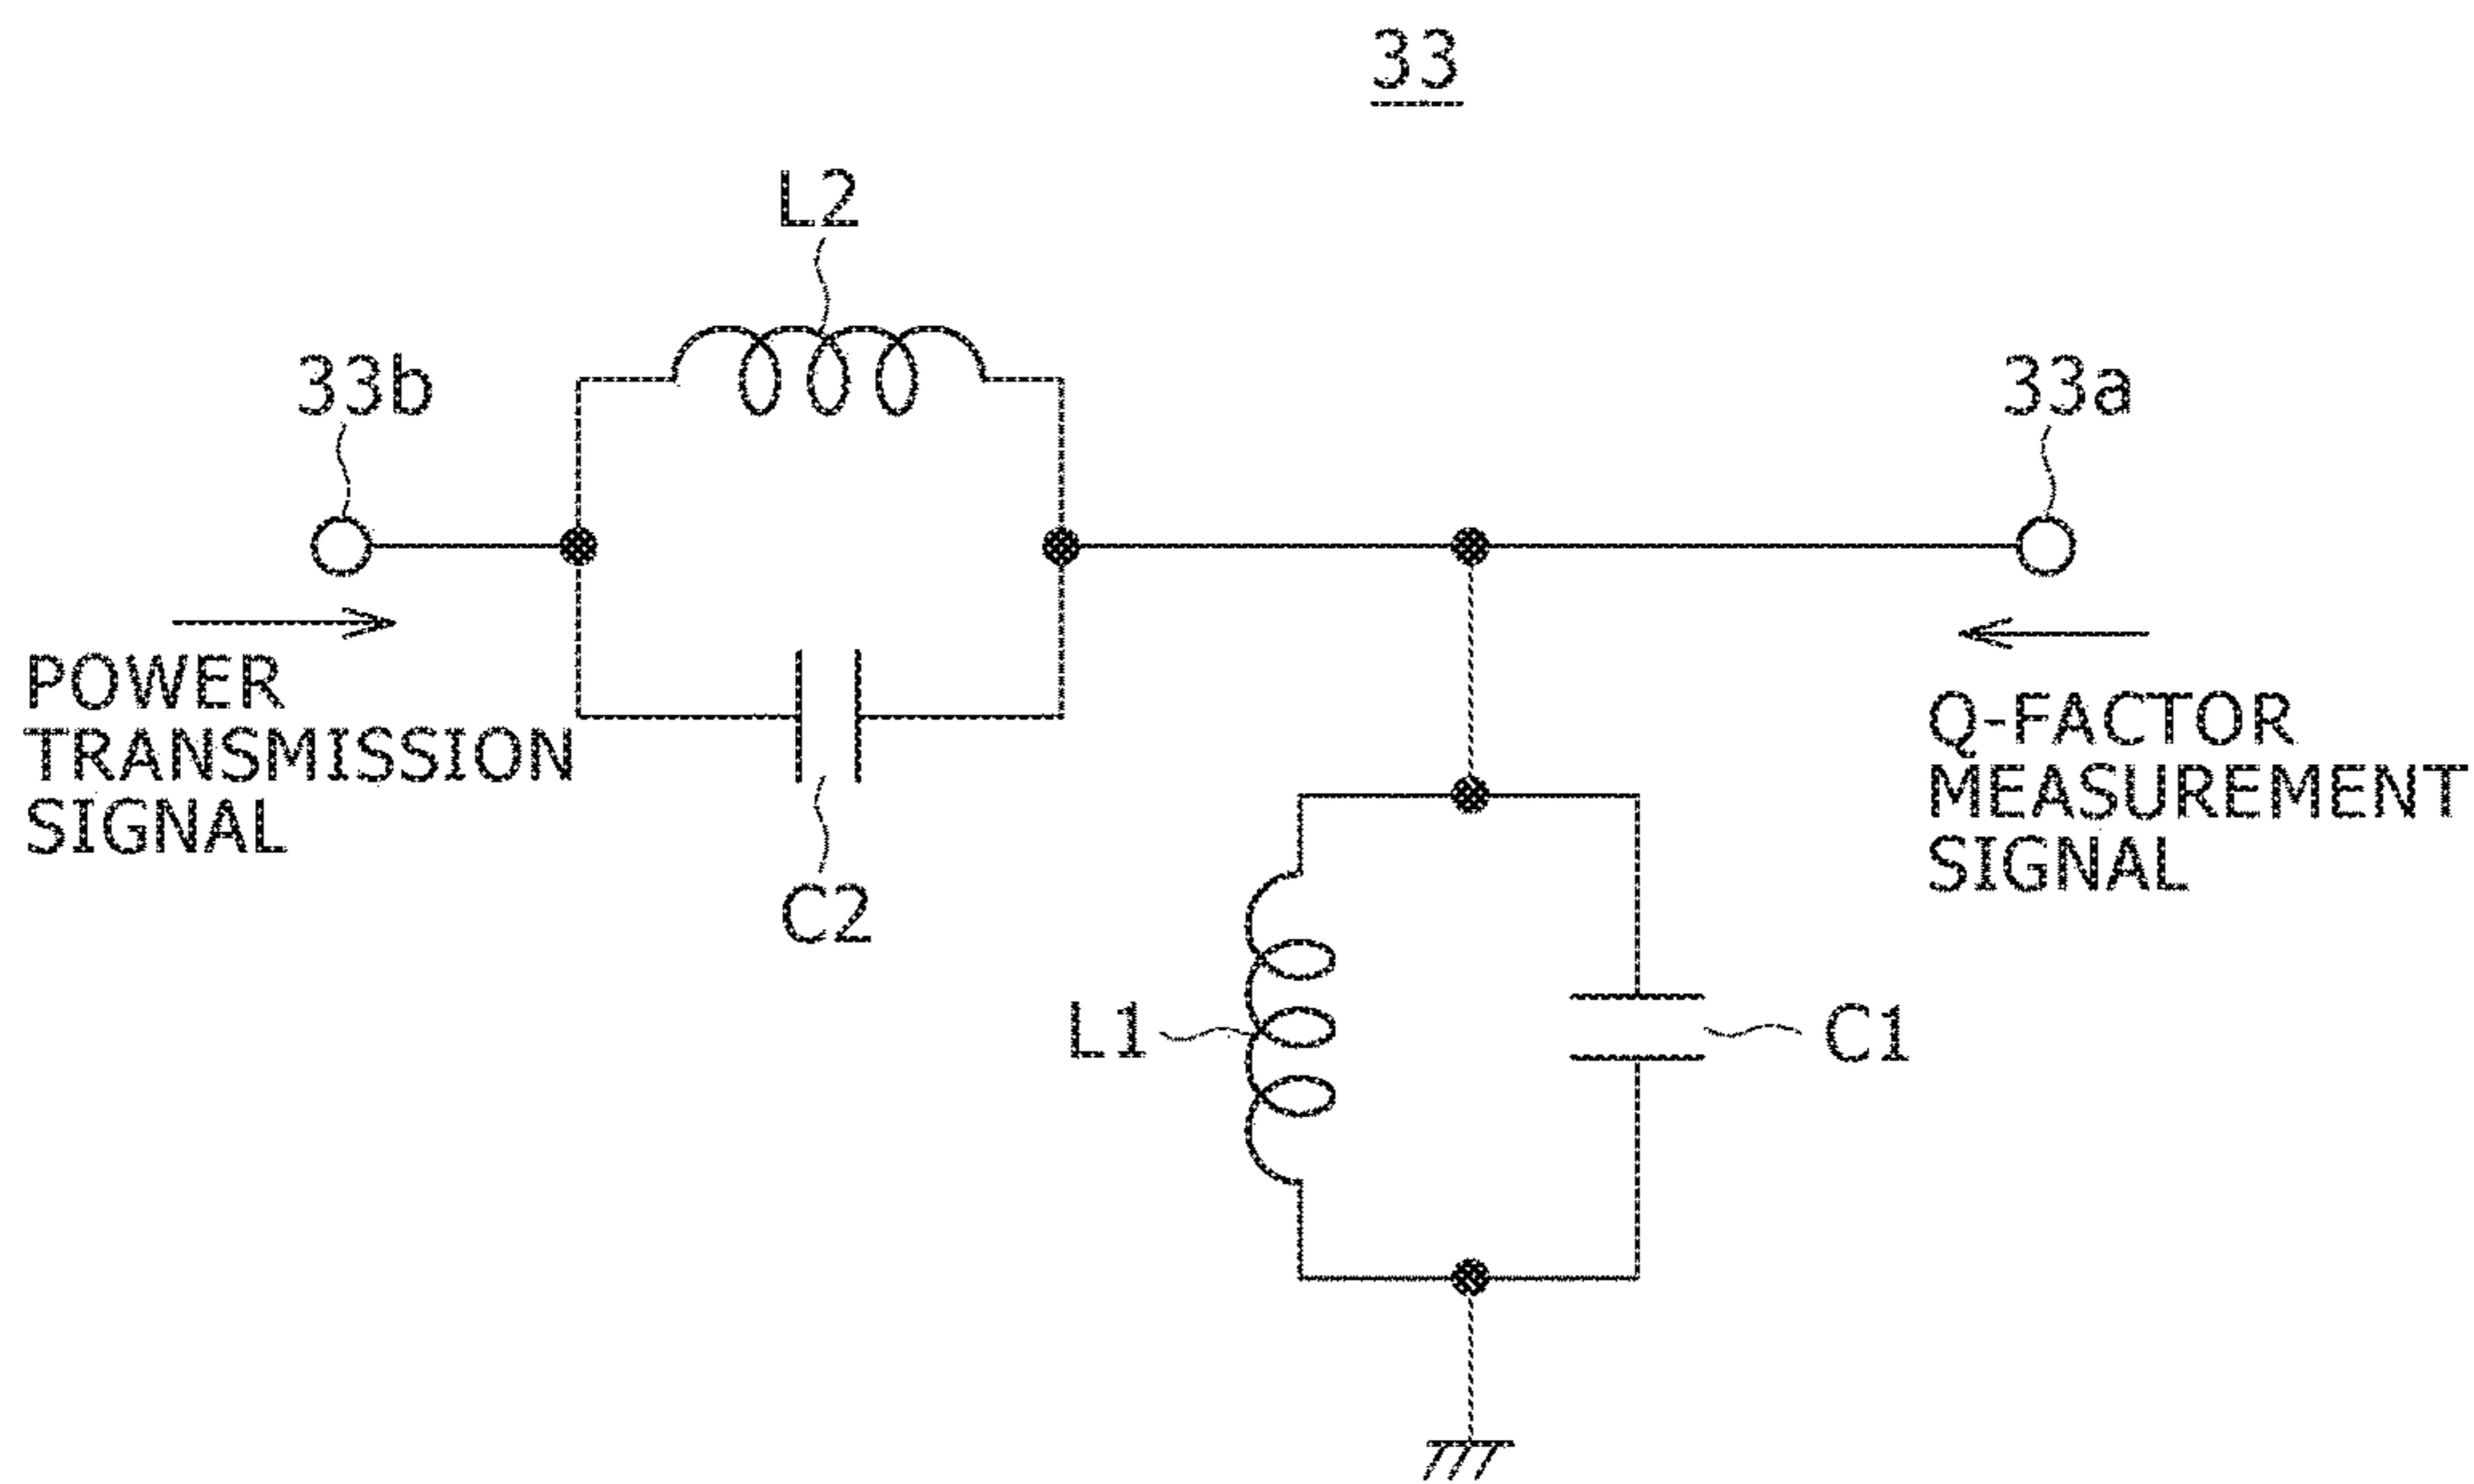 33
L2
33b
33a
POWER
TRANSMISSION
SIGNAL
Q-FACTOR
MEASUREMENT
SIGNAL
C2
L1
C1